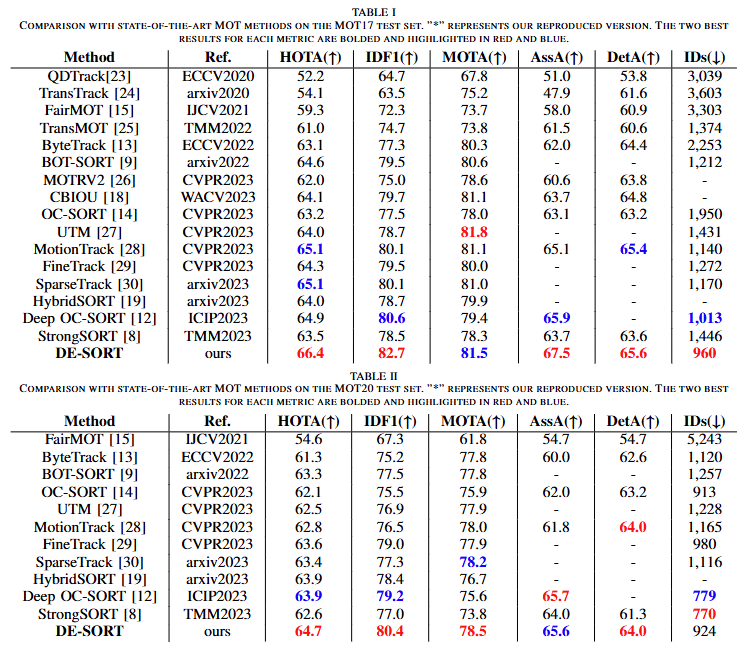 TABLE I
COMPARISON WITH STATE-OF-THE-ART MOT METHODS ON THE MOT17 TEST SET. "*" REPRESENTS OUR REPRODUCED VERSION. THE TWO BEST
RESULTS FOR EACH METRIC ARE BOLDED AND HIGHLIGHTED IN RED AND BLUE.
Method Ref. HOTA(↑) IDF1(↑) MOTA(↑) AssA(↑) DetA(↑) IDs(↓)
QDTrack[23] ECCV2020 52.2 64.7 67.8 51.0 53.8 3,039
TransTrack [24] arxiv2020 54.1 63.5 75.2 47.9 61.6 3,603
FairMOT [15] IJCV2021 59.3 72.3 73.7 58.0 60.9 3,303
TransMOT [25] TMM2022 61.0 74.7 73.8 61.5 60.6 1,374
ByteTrack [13] ECCV2022 63.1 77.3 80.3 62.0 64.4 2,253
BOT-SORT [9] arxiv2022 64.6 79.5 80.6 - - 1,212
MOTRV2 [26] CVPR2023 62.0 75.0 78.6 60.6 63.8 -
CBIOU [18] WACV2023 64.1 79.7 81.1 63.7 64.8 -
OC-SORT [14] CVPR2023 63.2 77.5 78.0 63.1 63.2 1,950
UTM [27] CVPR2023 64.0 78.7 81.8 - - 1,431
MotionTrack [28] CVPR2023 65.1 80.1 81.1 65.1 65.4 1,140
FineTrack [29] CVPR2023 64.3 79.5 80.0 - - 1,272
SparseTrack [30] arxiv2023 65.1 80.1 81.0 - - 1,170
HybridSORT [19] arxiv2023 64.0 78.7 79.9 - - -
Deep OC-SORT [12] ICIP2023 64.9 80.6 79.4 65.9 - 1,013
StrongSORT [8] TMM2023 63.5 78.5 78.3 63.7 63.6 1,446
DE-SORT ours 66.4 82.7 81.5 67.5 65.6 960
TABLE II
COMPARISON WITH STATE-OF-THE-ART MOT METHODS ON THE MOT20 TEST SET. "*" REPRESENTS OUR REPRODUCED VERSION. THE TWO BEST
RESULTS FOR EACH METRIC ARE BOLDED AND HIGHLIGHTED IN RED AND BLUE.
Method Ref. HOTA(↑) IDF1(↑) MOTA(↑) AssA(↑) DetA(↑) IDs(↓)
FairMOT [15] IJCV2021 54.6 67.3 61.8 54.7 54.7 5,243
ByteTrack [13] ECCV2022 61.3 75.2 77.8 60.0 62.6 1,120
BOT-SORT [9] arxiv2022 63.3 77.5 77.8 - - 1,257
OC-SORT [14] CVPR2023 62.1 75.5 75.9 62.0 63.2 913
UTM [27] CVPR2023 62.5 76.9 77.9 - - 1,228
MotionTrack [28] CVPR2023 62.8 76.5 78.0 61.8 64.0 1,165
FineTrack [29] CVPR2023 63.6 79.0 77.9 - - 980
SparseTrack [30] arxiv2023 63.4 77.3 78.2 - - 1,116
HybridSORT [19] arxiv2023 63.9 78.4 76.7 - - -
Deep OC-SORT [12] ICIP2023 63.9 79.2 75.6 65.7 - 779
StrongSORT [8] TMM2023 62.6 77.0 73.8 64.0 61.3 770
DE-SORT ours 64.7 80.4 78.5 65.6 64.0 924